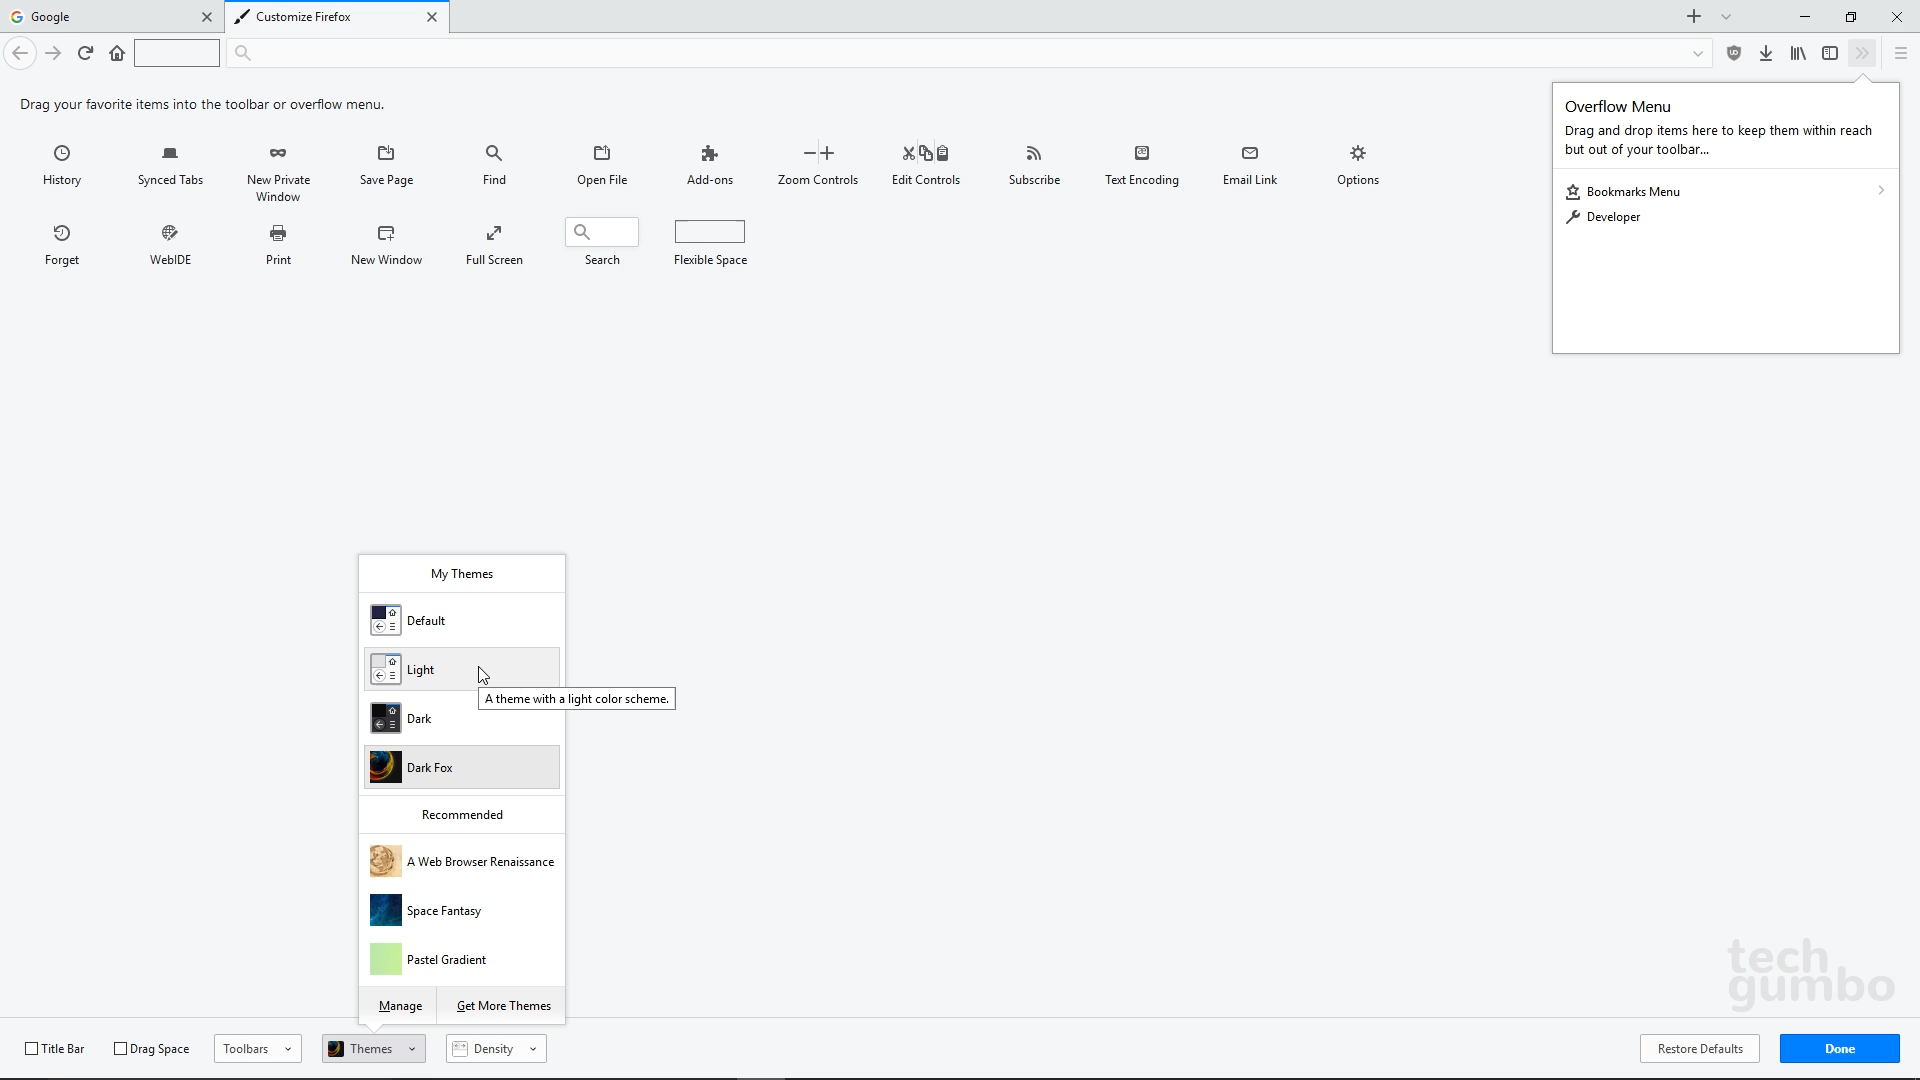 Google
Customize Firefox
Drag your favorite items into the toolbar or overflow menu.
Overflow Menu
Drag and drop items here to keep them within reach
but out of your toolbar...
Bookmarks Menu
Developer
History
Synced Tabs
New Private
Window
Save Page
Find
Open File
Add-ons
Zoom Controls
Edit Controls
Subscribe
Text Encoding
Email Link
Options
Forget
WebIDE
Print
New Window
Full Screen
Search
Flexible Space
My Themes
Default
Light
A theme with a light color scheme.
Dark
Dark Fox
Recommended
A Web Browser Renaissance
Space Fantasy
Pastel Gradient
Manage
Get More Themes
tech
gumbo
Title Bar
Drag Space
Toolbars
Themes
Density
Restore Defaults
Done